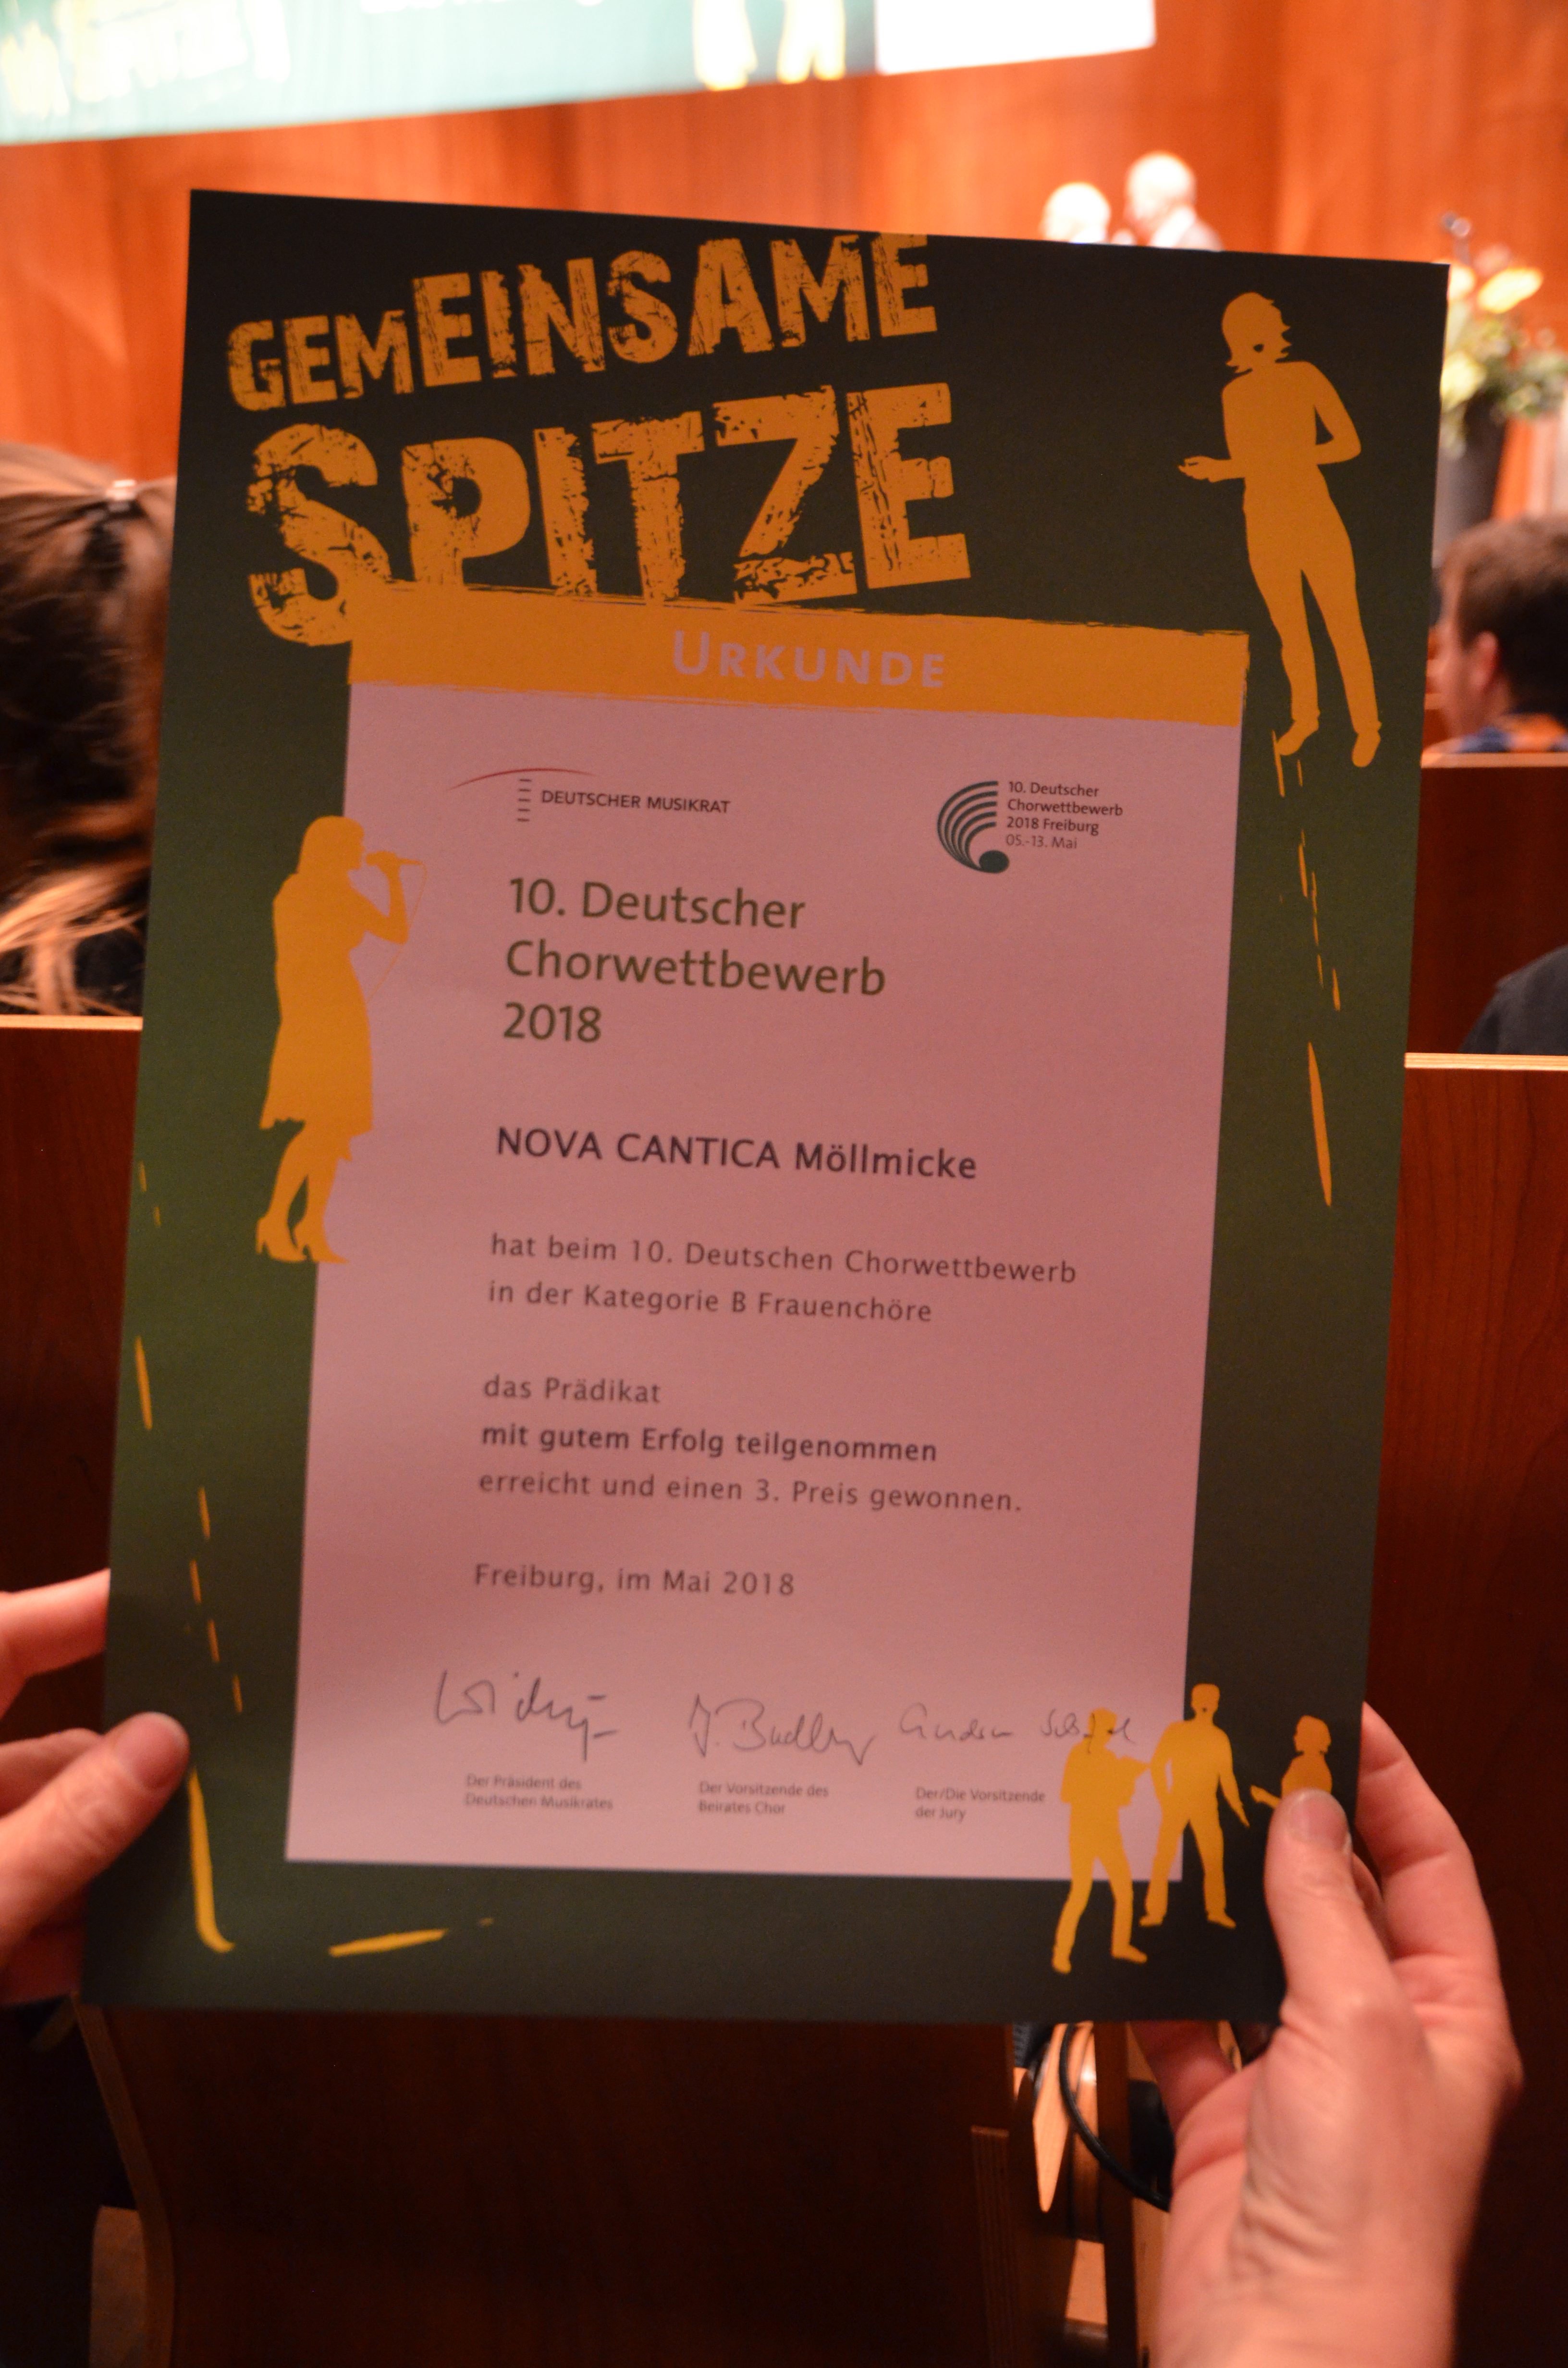 GEMEINSAME
SPITZE
URKUNDE
DEUTSCHER MUSIKRAT
10. Deutscher
Chorwettbewerb
2018 Freiburg
05.-13. Mai
10. Deutscher
Chorwettbewerb
2018
NOVA CANTICA Möllmicke
hat beim 10. Deutschen Chorwettbewerb
in der Kategorie B Frauenchöre
das Prädikat
mit gutem Erfolg teilgenommen
erreicht und einen 3. Preis gewonnen.
Freiburg, im Mai 2018
Der Präsident des
Deutschen Musikrates
Der Vorsitzende des
Beirates Chor
Der/Die Vorsitzende
der Jury